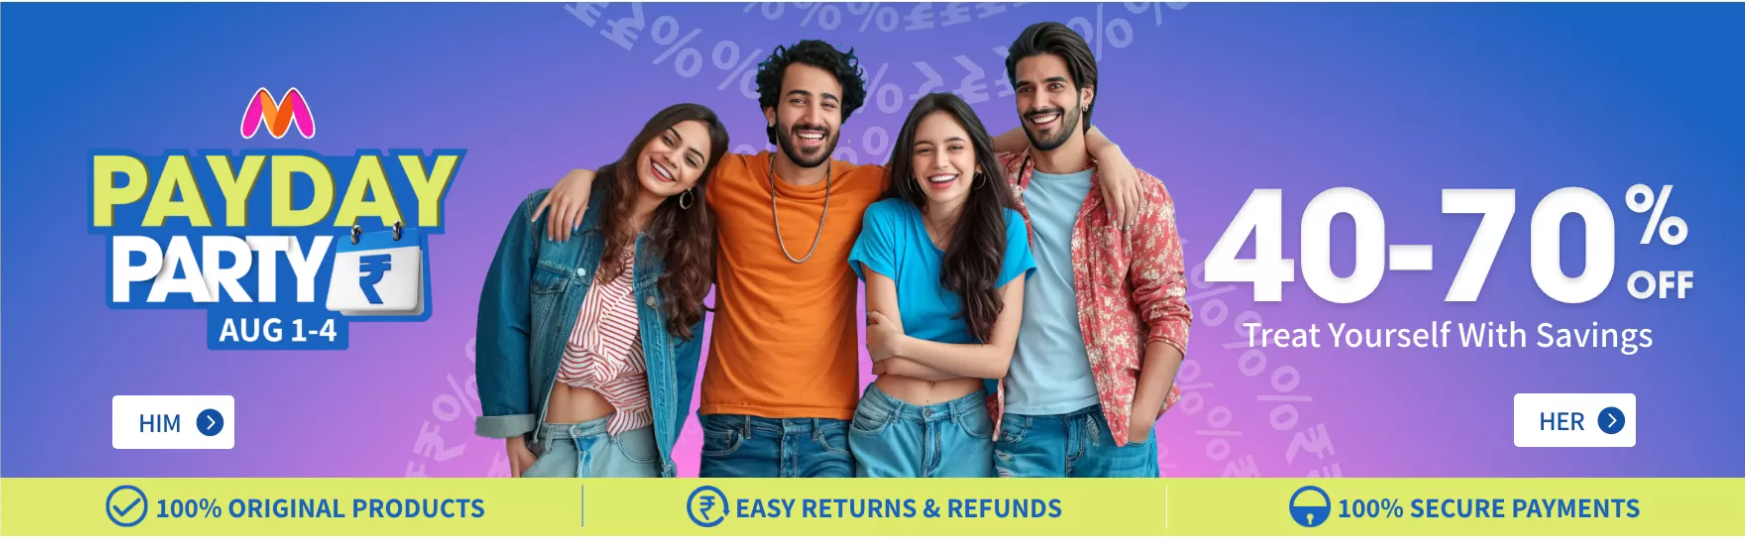 PAYDAY
PARTY ₹
AUG 1-4
HIM
40-70% OFF
Treat Yourself With Savings
HER
100% ORIGINAL PRODUCTS
EASY RETURNS & REFUNDS
100% SECURE PAYMENTS